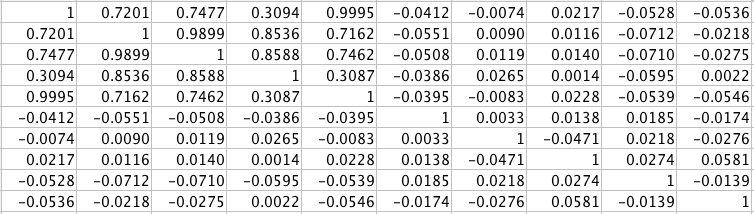 1 0.7201 0.7477 0.3094 0.9995 −0.0412 −0.0074 0.0217 −0.0528 −0.0536
0.7201 1 0.9899 0.8536 0.7162 −0.0551 0.0090 0.0116 −0.0712 −0.0218
0.7477 0.9899 1 0.8588 0.7462 −0.0508 0.0119 0.0140 −0.0710 −0.0275
0.3094 0.8536 0.8588 1 0.3087 −0.0386 0.0265 0.0014 −0.0595 0.0022
0.9995 0.7162 0.7462 0.3087 1 −0.0395 −0.0083 0.0228 −0.0539 −0.0546
−0.0412 −0.0551 −0.0508 −0.0386 −0.0395 1 0.0033 0.0138 0.0185 −0.0174
−0.0074 0.0090 0.0119 0.0265 −0.0083 0.0033 1 −0.0471 0.0218 −0.0276
0.0217 0.0116 0.0140 0.0014 0.0228 0.0138 −0.0471 1 0.0274 0.0581
−0.0528 −0.0712 −0.0710 −0.0595 −0.0539 0.0185 0.0218 0.0274 1 −0.0139
−0.0536 −0.0218 −0.0275 0.0022 −0.0546 −0.0174 −0.0276 0.0581 −0.0139 1